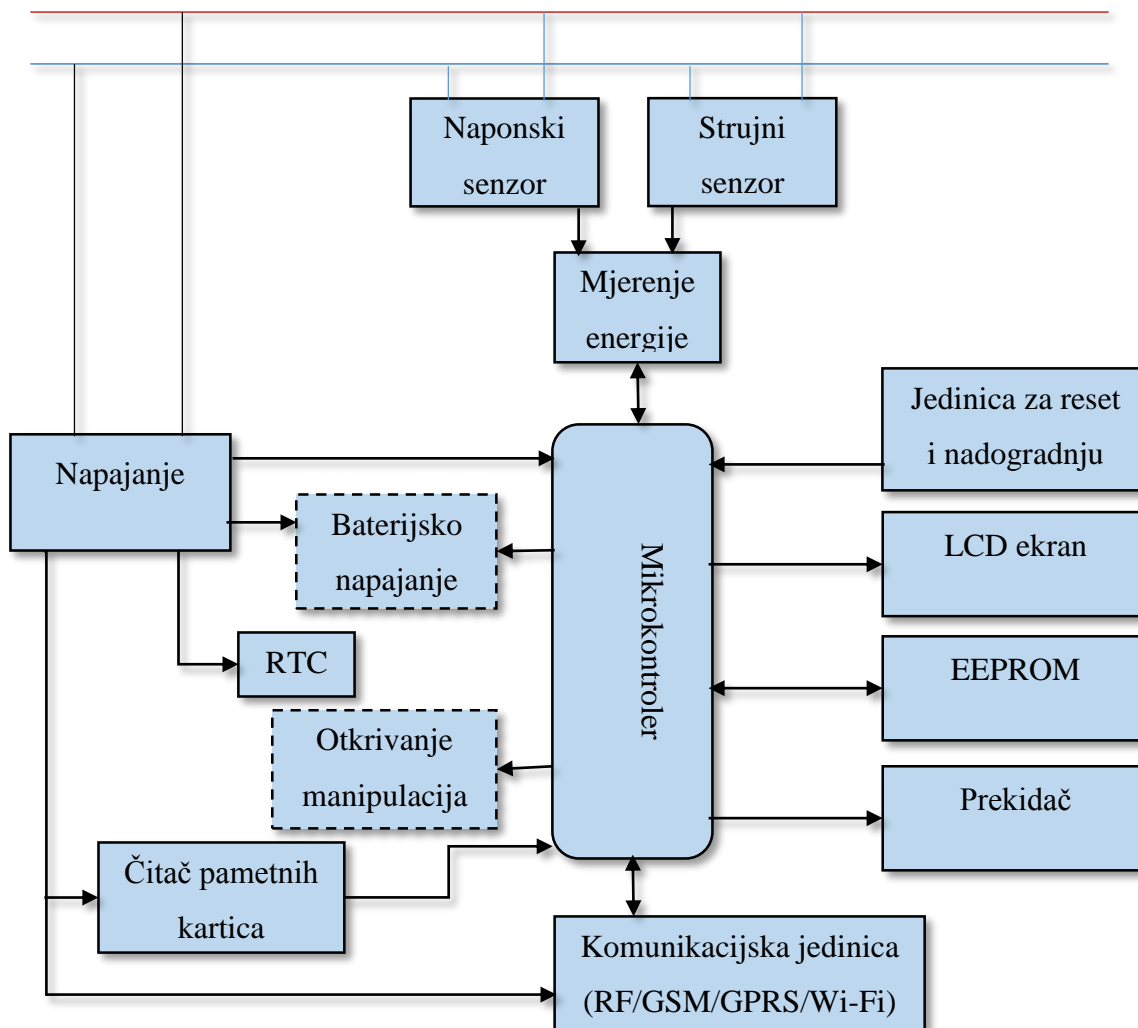 Naponski
senzor
Strujni
senzor
Mjerenje
energije
Jedinica za reset
i nadogradnju
Napajanje
Baterijsko
napajanje
LCD ekran
Mikrokontroler
RTC
EEPROM
Otkrivanje
manipulacija
Prekidač
Čitač pametnih
kartica
Komunikacijska jedinica
(RF/GSM/GPRS/Wi-Fi)